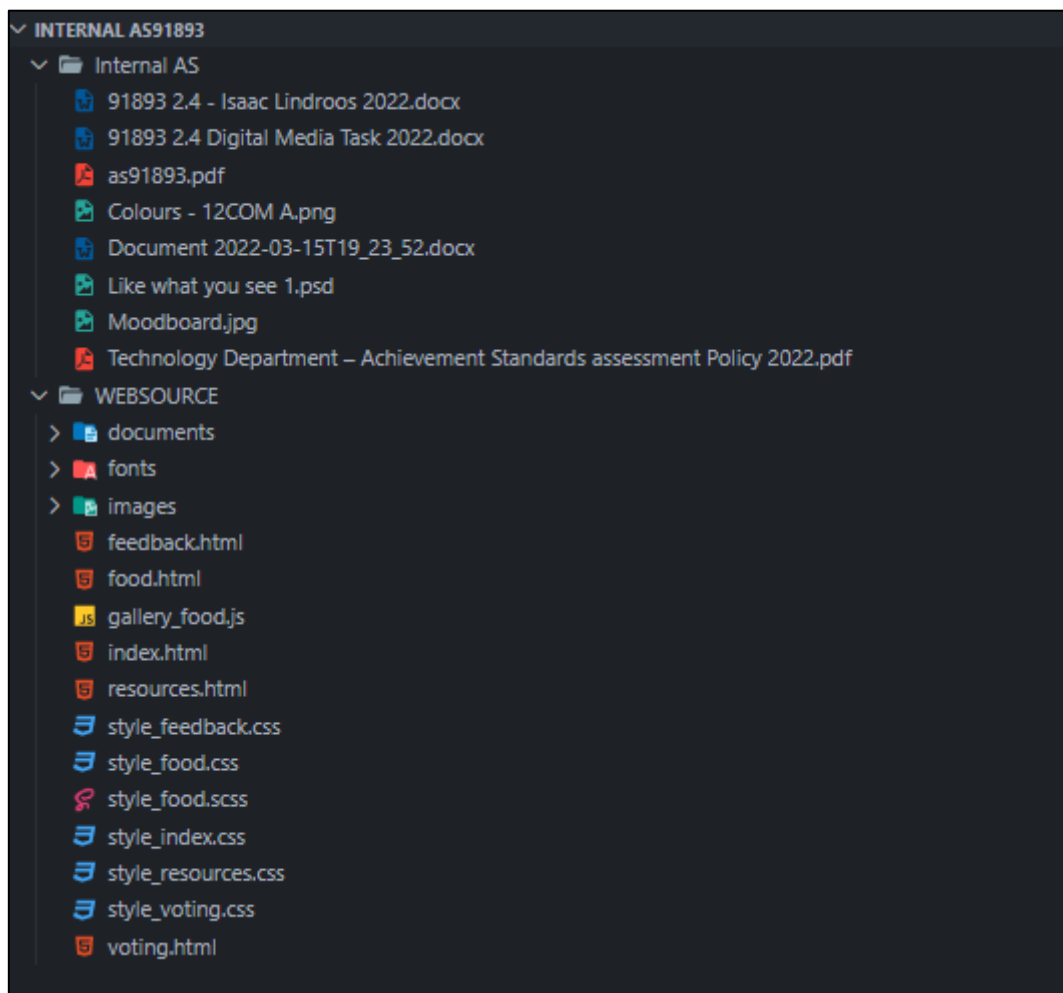 INTERNAL AS91893
Internal AS
91893 2.4 - Isaac Lindroos 2022.docx
91893 2.4 Digital Media Task 2022.docx
as91893.pdf
Colours - 12COM A.png
Document 2022-03-15T19_23_52.docx
Like what you see 1.psd
Moodboard.jpg
Technology Department – Achievement Standards assessment Policy 2022.pdf
WEBSOURCE
documents
fonts
images
feedback.html
food.html
gallery_food.js
index.html
resources.html
style_feedback.css
style_food.css
style_food.scss
style_index.css
style_resources.css
style_voting.css
voting.html